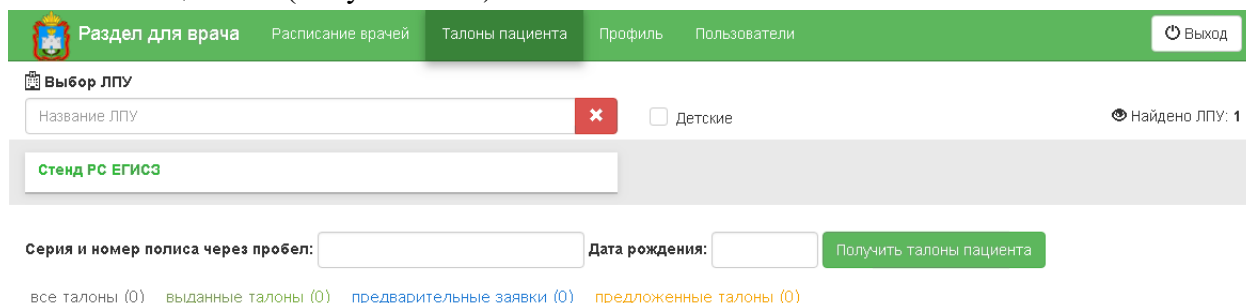 Раздел для врача Расписание врачей Талоны пациента Профиль Пользователи Выход
Выбор ЛПУ
Название ЛПУ Детские Найдено ЛПУ: 1
Стенд РС ЕГИСЗ
Серия и номер полиса через пробел: Дата рождения: Получить талоны пациента
все талоны (0) выданные талоны (0) предварительные заявки (0) предложенные талоны (0)